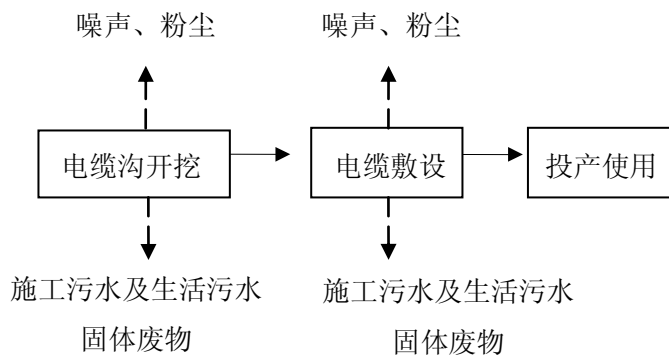 噪声、粉尘
噪声、粉尘
电缆沟开挖
电缆敷设
投产使用
施工污水及生活污水
固体废物
施工污水及生活污水
固体废物